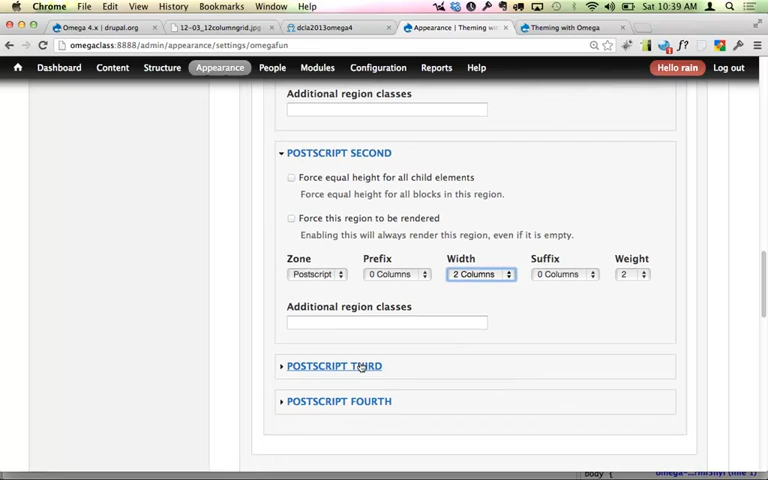 Chrome File Edit View History Bookmarks Window Help Sat 10:39 AM
Omega 4.x | drupal.org 12-03_12columngrid.jpg dcla2013omega4 Appearance | Theming with Theming with Omega
omegaclass:8888/admin/appearance/settings/omegafun
Dashboard Content Structure Appearance People Modules Configuration Reports Help Hello rain Log out
Additional region classes
POSTSCRIPT SECOND
Force equal height for all child elements
Force equal height for all blocks in this region.
Force this region to be rendered
Enabling this will always render this region, even if it is empty.
Zone Prefix Width Suffix Weight
Postscript 0 Columns 2 Columns 0 Columns 2
Additional region classes
POSTSCRIPT THIRD
POSTSCRIPT FOURTH
body {